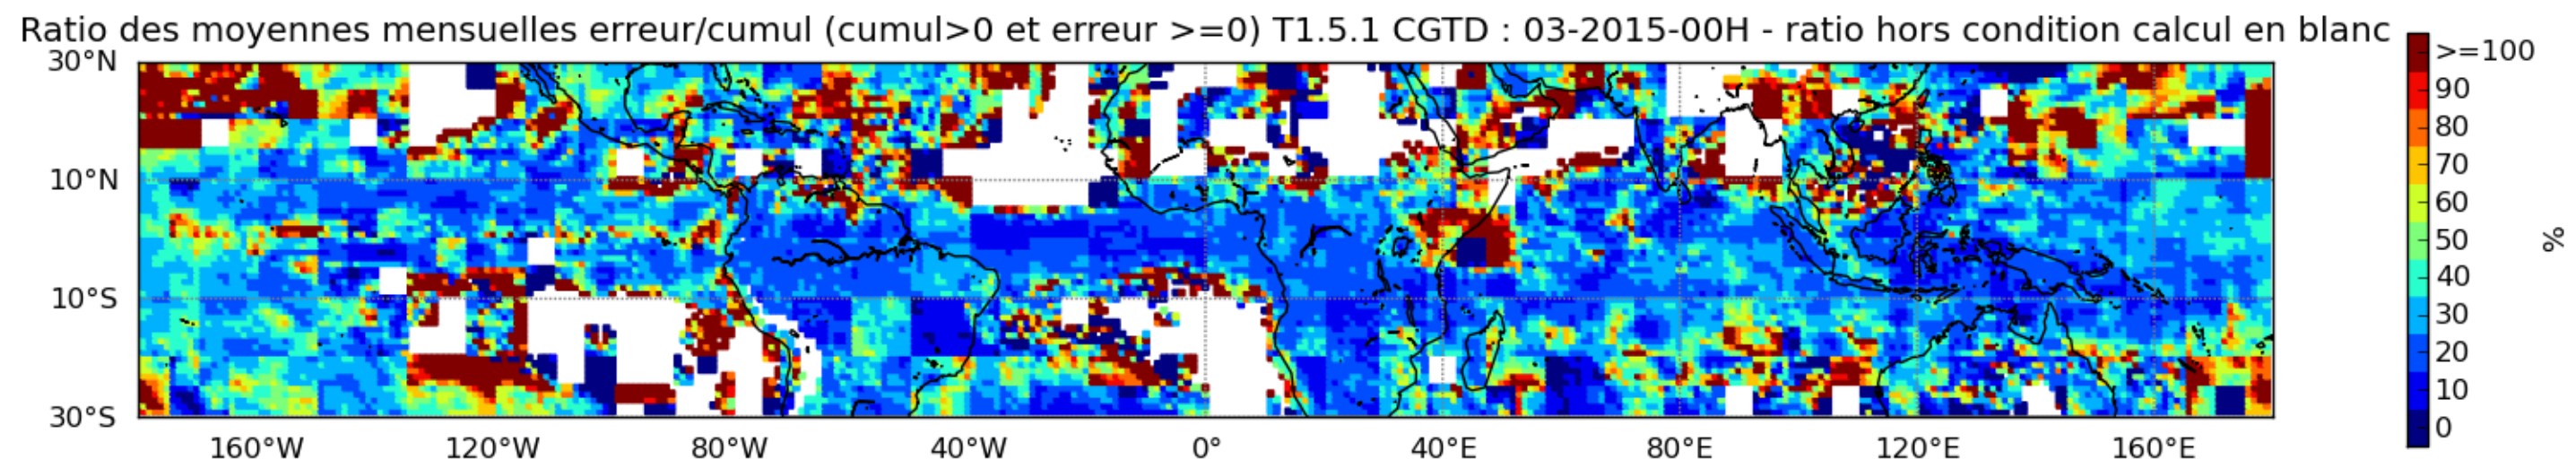 Ratio des moyennes mensuelles erreur/cumul (cumul>0 et erreur >=0) T1.5.1 CGTD : 03-2015-00H - ratio hors condition calcul en blanc
30°N
10°N
10°S
30°S
160°W 120°W 80°W 40°W 0° 40°E 80°E 120°E 160°E
>=100
90
80
70
60
50
40
30
20
10
0
%